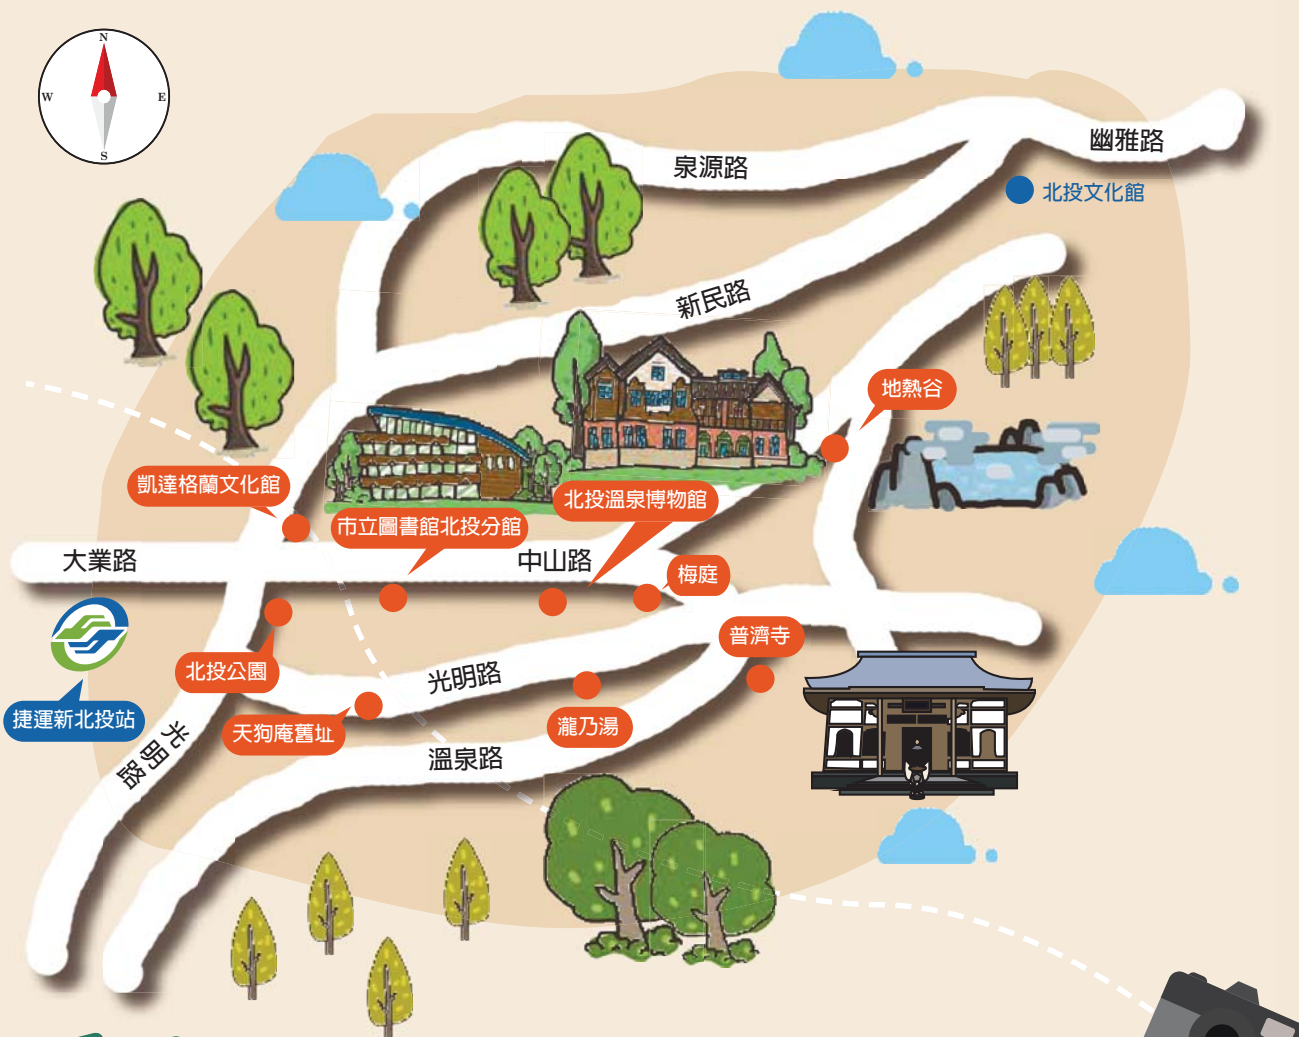 N
W
E
S
幽雅路
泉源路
北投文化館
新民路
地熱谷
凱達格蘭文化館
北投溫泉博物館
市立圖書館北投分館
大業路
中山路
梅庭
普濟寺
北投公園
光明路
捷運新北投站
天狗庵舊址
瀧乃湯
光明路
溫泉路